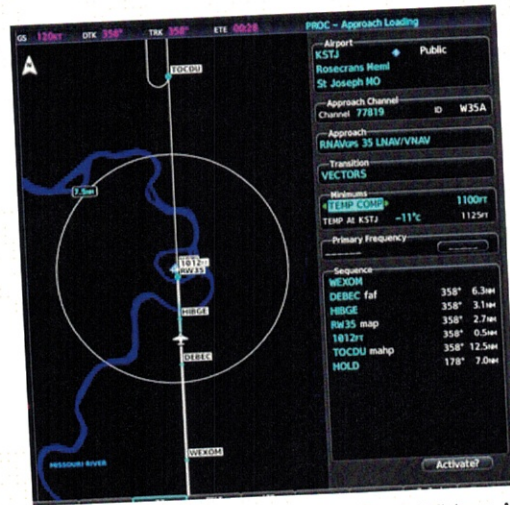 GS 120KT DTK 358° TRK 358° ETE 00:28 PROC – Approach Loading
TOCDU
7.5NM
1012FT
RW35
HIBGE
DEBEC
WEXOM
MISSOURI RIVER
Airport
KSTJ Public
Rosecrans Meml
St Joseph MO
Approach Channel
Channel 77819 ID W35A
Approach
RNAVGPS 35 LNAV/VNAV
Transition
VECTORS
Minimums
TEMP COMP 1100FT
TEMP At KSTJ -11°C 1125FT
Primary Frequency
Sequence
WEXOM
DEBEC faf 358° 6.3NM
HIBGE 358° 3.1NM
RW35 map 358° 2.7NM
1012FT 358° 0.5NM
TOCDU mahp 358° 12.5NM
HOLD 178° 7.0NM
Activate?